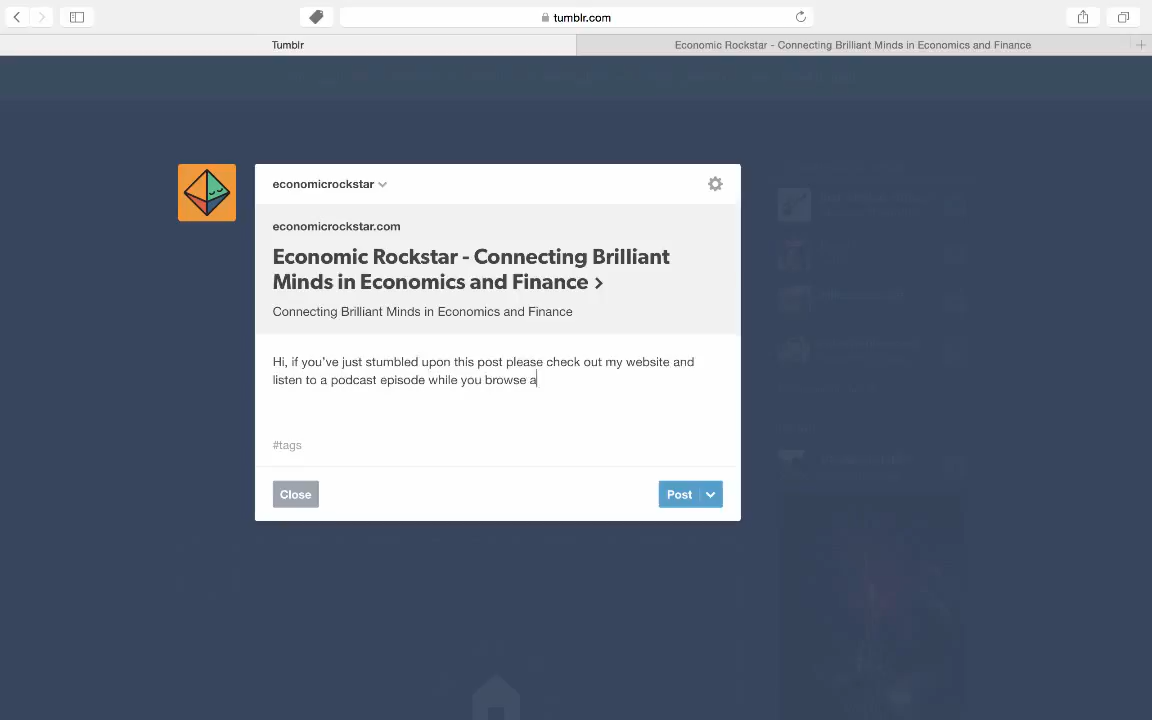 tumblr.com
Tumblr
Economic Rockstar - Connecting Brilliant Minds in Economics and Finance
economicrockstar
economicrockstar.com
Economic Rockstar - Connecting Brilliant
Minds in Economics and Finance >
Connecting Brilliant Minds in Economics and Finance
Hi, if you've just stumbled upon this post please check out my website and
listen to a podcast episode while you browse a
#tags
Close
Post